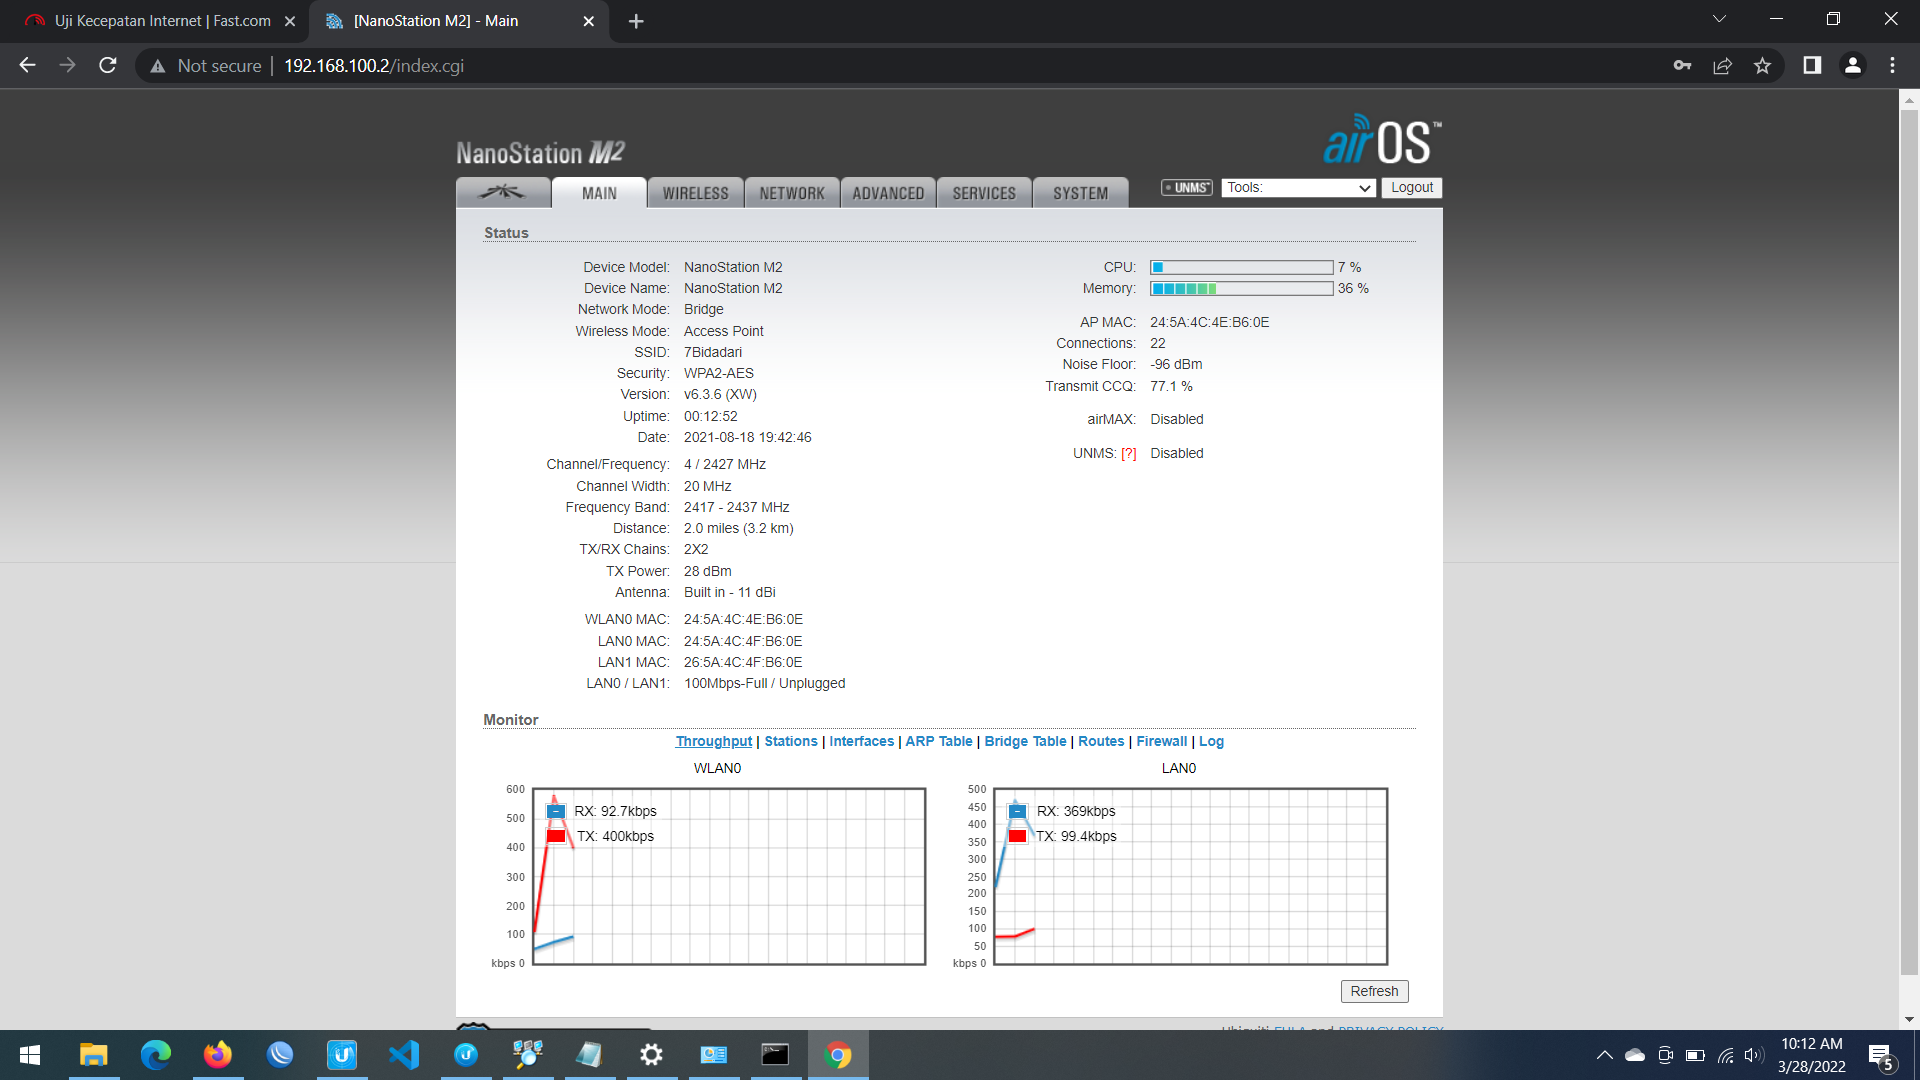 Uji Kecepatan Internet | Fast.com
[NanoStation M2] - Main
Not secure | 192.168.100.2/index.cgi
NanoStation M2
airOS™
MAIN WIRELESS NETWORK ADVANCED SERVICES SYSTEM
UNMS™ Tools: Logout
Status
Device Model: NanoStation M2
Device Name: NanoStation M2
Network Mode: Bridge
Wireless Mode: Access Point
SSID: 7Bidadari
Security: WPA2-AES
Version: v6.3.6 (XW)
Uptime: 00:12:52
Date: 2021-08-18 19:42:46
Channel/Frequency: 4 / 2427 MHz
Channel Width: 20 MHz
Frequency Band: 2417 - 2437 MHz
Distance: 2.0 miles (3.2 km)
TX/RX Chains: 2X2
TX Power: 28 dBm
Antenna: Built in - 11 dBi
WLAN0 MAC: 24:5A:4C:4E:B6:0E
LAN0 MAC: 24:5A:4C:4F:B6:0E
LAN1 MAC: 26:5A:4C:4F:B6:0E
LAN0 / LAN1: 100Mbps-Full / Unplugged
CPU: 7 %
Memory: 36 %
AP MAC: 24:5A:4C:4E:B6:0E
Connections: 22
Noise Floor: -96 dBm
Transmit CCQ: 77.1 %
airMAX: Disabled
UNMS: [?] Disabled
Monitor
Throughput | Stations | Interfaces | ARP Table | Bridge Table | Routes | Firewall | Log
WLAN0
600
500
400
300
200
100
kbps 0
RX: 92.7kbps
TX: 400kbps
LAN0
500
450
400
350
300
250
200
150
100
50
kbps 0
RX: 369kbps
TX: 99.4kbps
Refresh
Ubiquiti EULA and PRIVACY POLICY
10:12 AM
3/28/2022
5